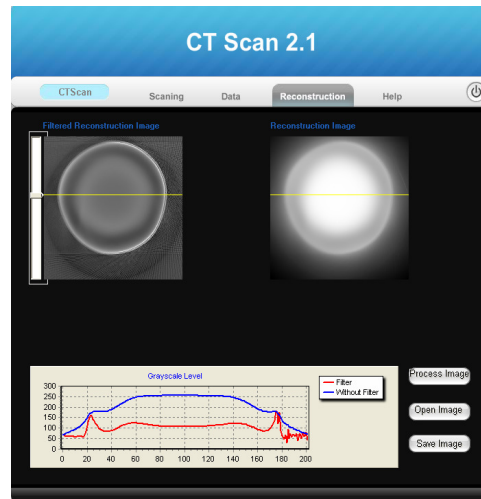 CT Scan 2.1
CTScan Scaning Data Reconstruction Help
Filtered Reconstruction Image Reconstruction Image
Grayscale Level
Filter
Without Filter
300
250
200
150
100
50
0
0 20 40 60 80 100 120 140 160 180 200
Process Image
Open Image
Save Image